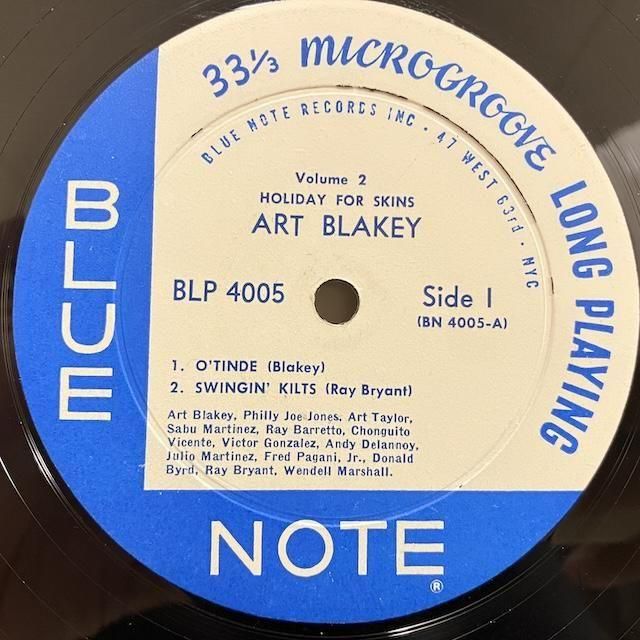 33⅓ MICROGROOVE LONG PLAYING
BLUE NOTE RECORDS INC · 47 WEST 63rd · NYC
Volume 2
HOLIDAY FOR SKINS
ART BLAKEY
BLP 4005
Side 1
(BN 4005-A)
1. O'TINDE (Blakey)
2. SWINGIN' KILTS (Ray Bryant)
Art Blakey, Philly Joe Jones, Art Taylor,
Sabu Martinez, Ray Barretto, Chonguito
Vicente, Victor Gonzalez, Andy Delannoy,
Julio Martinez, Fred Pagani, Jr., Donald
Byrd, Ray Bryant, Wendell Marshall.
BLUE
NOTE
®